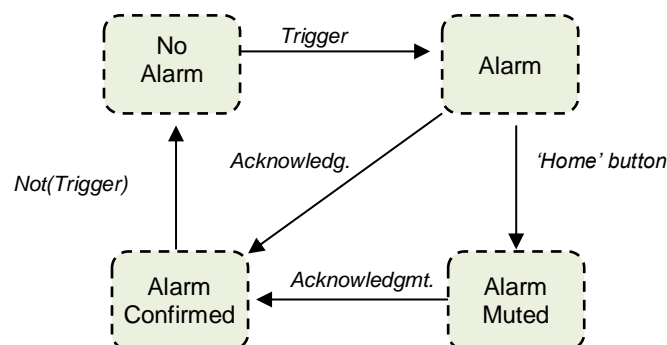 No
Alarm
Trigger
Alarm
Acknowledg.
‘Home’ button
Not(Trigger)
Alarm
Confirmed
Acknowledgmt.
Alarm
Muted